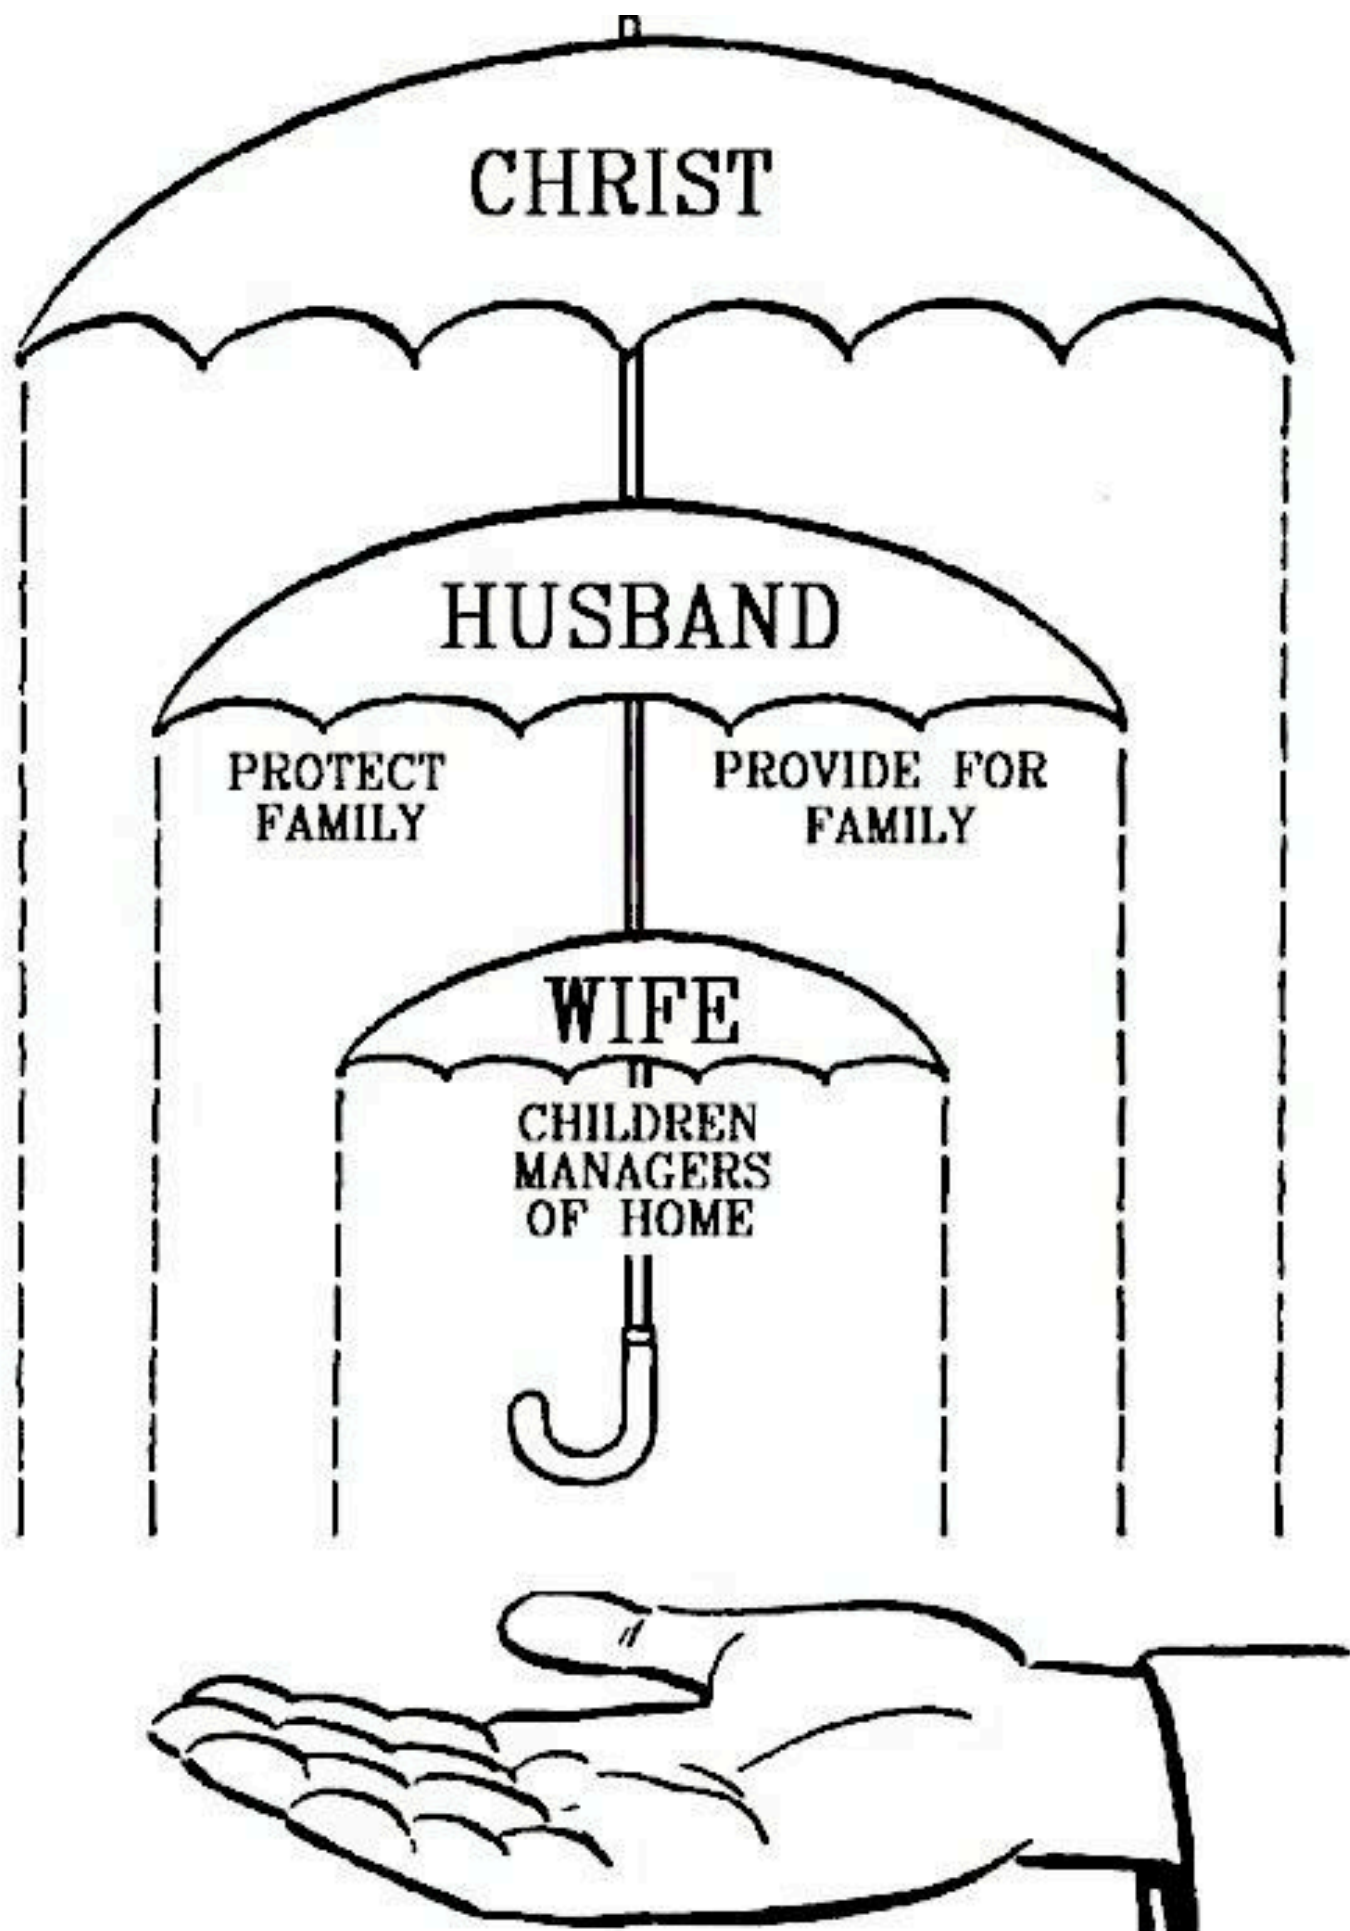 CHRIST
HUSBAND
PROTECT
FAMILY
PROVIDE FOR
FAMILY
WIFE
CHILDREN
MANAGERS
OF HOME